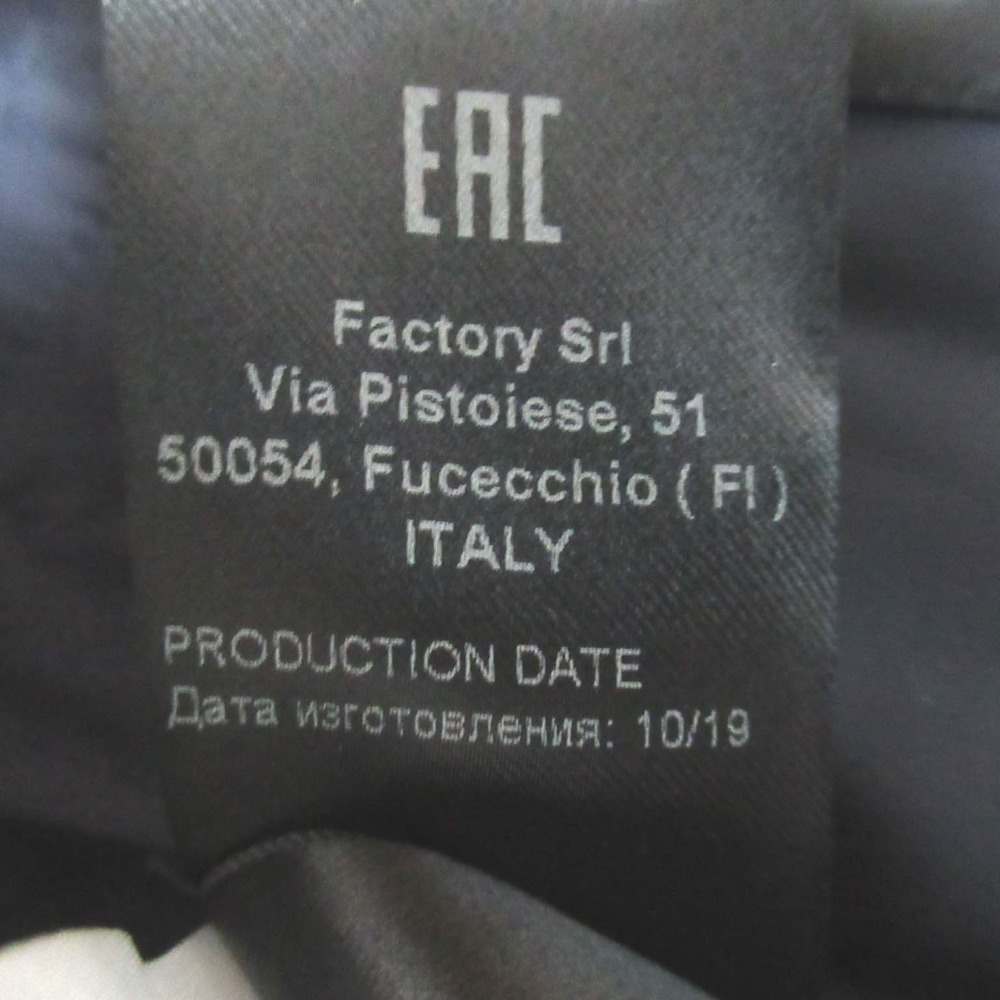 EAC
Factory Srl
Via Pistoiese, 51
50054, Fucecchio ( FI )
ITALY
PRODUCTION DATE
Дата изготовления: 10/19